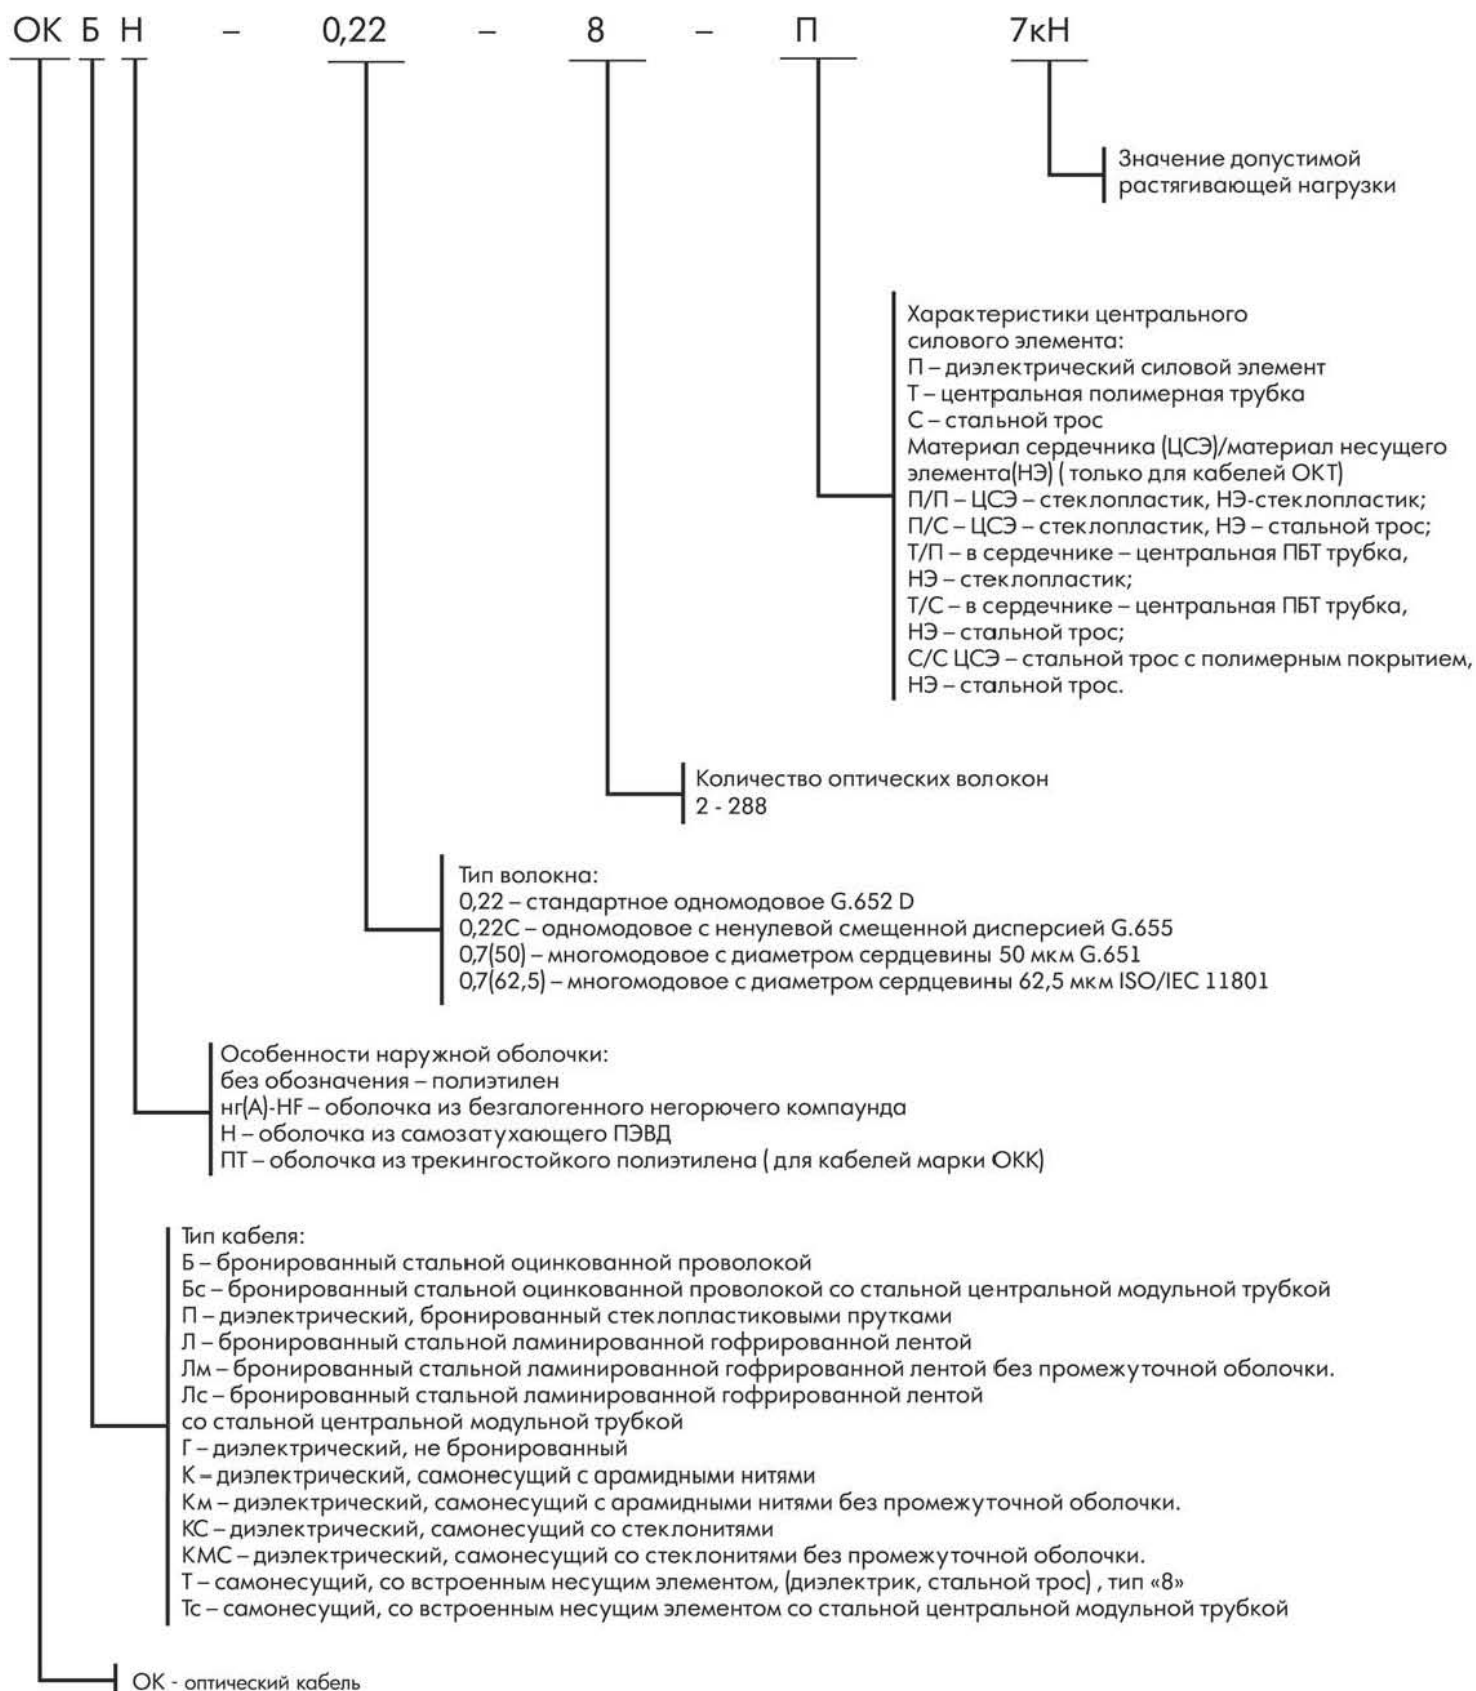 ОК Б Н – 0,22 – 8 – П 7кН
Значение допустимой
растягивающей нагрузки
Характеристики центрального
силового элемента:
П – диэлектрический силовой элемент
Т – центральная полимерная трубка
С – стальной трос
Материал сердечника (ЦСЭ)/материал несущего
элемента(НЭ) ( только для кабелей ОКТ)
П/П – ЦСЭ – стеклопластик, НЭ-стеклопластик;
П/С – ЦСЭ – стеклопластик, НЭ – стальной трос;
Т/П – в сердечнике – центральная ПБТ трубка,
НЭ – стеклопластик;
Т/С – в сердечнике – центральная ПБТ трубка,
НЭ – стальной трос;
С/С ЦСЭ – стальной трос с полимерным покрытием,
НЭ – стальной трос.
Количество оптических волокон
2 - 288
Тип волокна:
0,22 – стандартное одномодовое G.652 D
0,22С – одномодовое с ненулевой смещенной дисперсией G.655
0,7(50) – многомодовое с диаметром сердцевины 50 мкм G.651
0,7(62,5) – многомодовое с диаметром сердцевины 62,5 мкм ISO/IEC 11801
Особенности наружной оболочки:
без обозначения – полиэтилен
нг(А)-HF – оболочка из безгалогенного негорючего компаунда
Н – оболочка из самозатухающего ПЭВД
ПТ – оболочка из трекингостойкого полиэтилена ( для кабелей марки ОКК)
Тип кабеля:
Б – бронированный стальной оцинкованной проволокой
Бс – бронированный стальной оцинкованной проволокой со стальной центральной модульной трубкой
П – диэлектрический, бронированный стеклопластиковыми прутками
Л – бронированный стальной ламинированной гофрированной лентой
Лм – бронированный стальной ламинированной гофрированной лентой без промежуточной оболочки.
Лс – бронированный стальной ламинированной гофрированной лентой
со стальной центральной модульной трубкой
Г – диэлектрический, не бронированный
К – диэлектрический, самонесущий с арамидными нитями
Км – диэлектрический, самонесущий с арамидными нитями без промежуточной оболочки.
КС – диэлектрический, самонесущий со стеклонитями
КМС – диэлектрический, самонесущий со стеклонитями без промежуточной оболочки.
Т – самонесущий, со встроенным несущим элементом, (диэлектрик, стальной трос) , тип «8»
Тс – самонесущий, со встроенным несущим элементом со стальной центральной модульной трубкой
ОК - оптический кабель